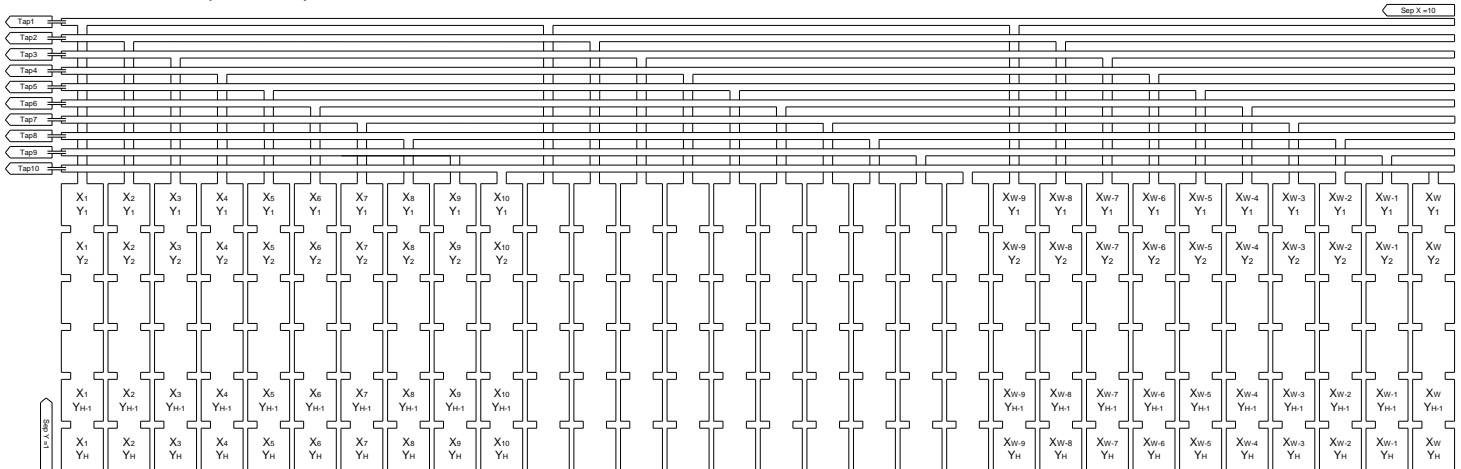 Sep X =10
Tap1
Tap2
Tap3
Tap4
Tap5
Tap6
Tap7
Tap8
Tap9
Tap10
X1 X2 X3 X4 X5 X6 X7 X8 X9 X10 XW-9 XW-8 XW-7 XW-6 XW-5 XW-4 XW-3 XW-2 XW-1 XW
Y1 Y1 Y1 Y1 Y1 Y1 Y1 Y1 Y1 Y1 Y1 Y1 Y1 Y1 Y1 Y1 Y1 Y1 Y1 Y1
X1 X2 X3 X4 X5 X6 X7 X8 X9 X10 XW-9 XW-8 XW-7 XW-6 XW-5 XW-4 XW-3 XW-2 XW-1 XW
Y2 Y2 Y2 Y2 Y2 Y2 Y2 Y2 Y2 Y2 Y2 Y2 Y2 Y2 Y2 Y2 Y2 Y2 Y2 Y2
X1 X2 X3 X4 X5 X6 X7 X8 X9 X10 XW-9 XW-8 XW-7 XW-6 XW-5 XW-4 XW-3 XW-2 XW-1 XW
YH-1 YH-1 YH-1 YH-1 YH-1 YH-1 YH-1 YH-1 YH-1 YH-1 YH-1 YH-1 YH-1 YH-1 YH-1 YH-1 YH-1 YH-1 YH-1 YH-1
Sep Y =1
X1 X2 X3 X4 X5 X6 X7 X8 X9 X10 XW-9 XW-8 XW-7 XW-6 XW-5 XW-4 XW-3 XW-2 XW-1 XW
YH YH YH YH YH YH YH YH YH YH YH YH YH YH YH YH YH YH YH YH